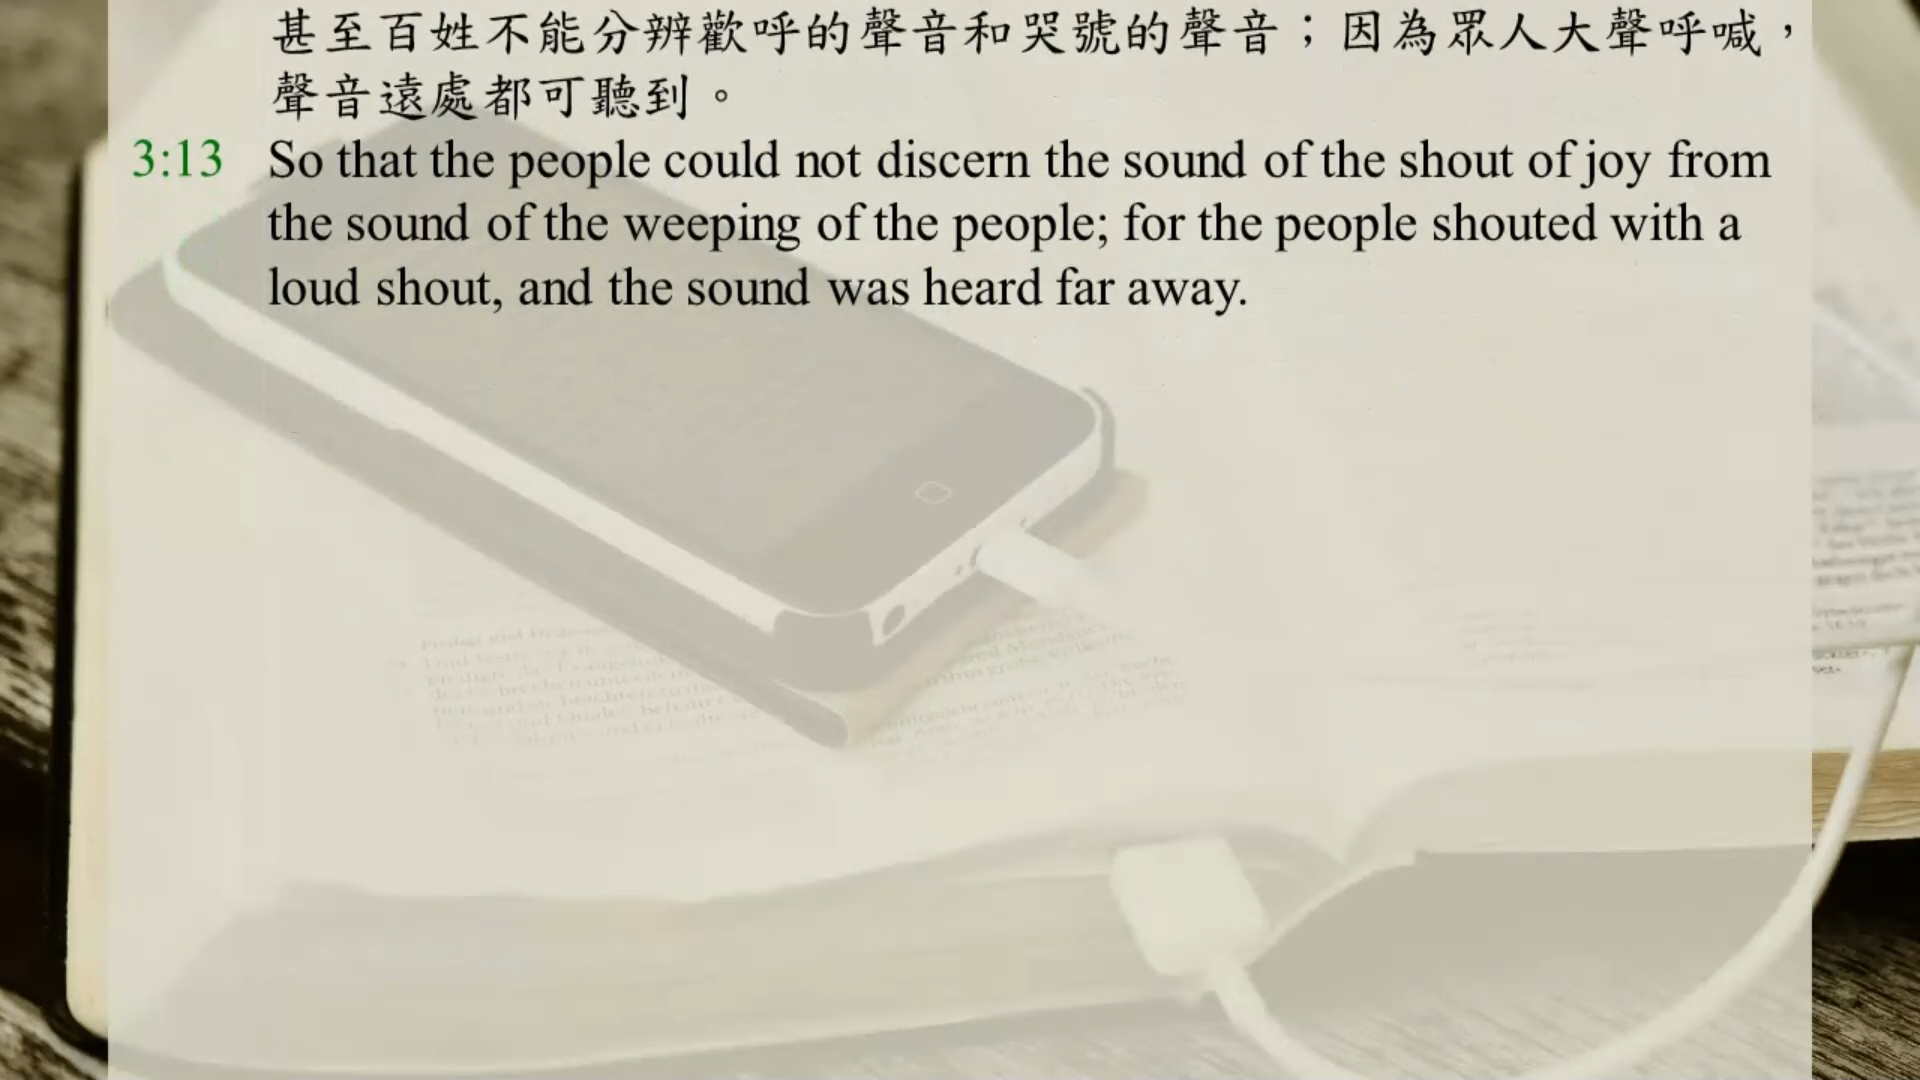 甚至百姓不能分辨歡呼的聲音和哭號的聲音；因為眾人大聲呼喊，
聲音遠處都可聽到。
3:13 So that the people could not discern the sound of the shout of joy from
the sound of the weeping of the people; for the people shouted with a
loud shout, and the sound was heard far away.